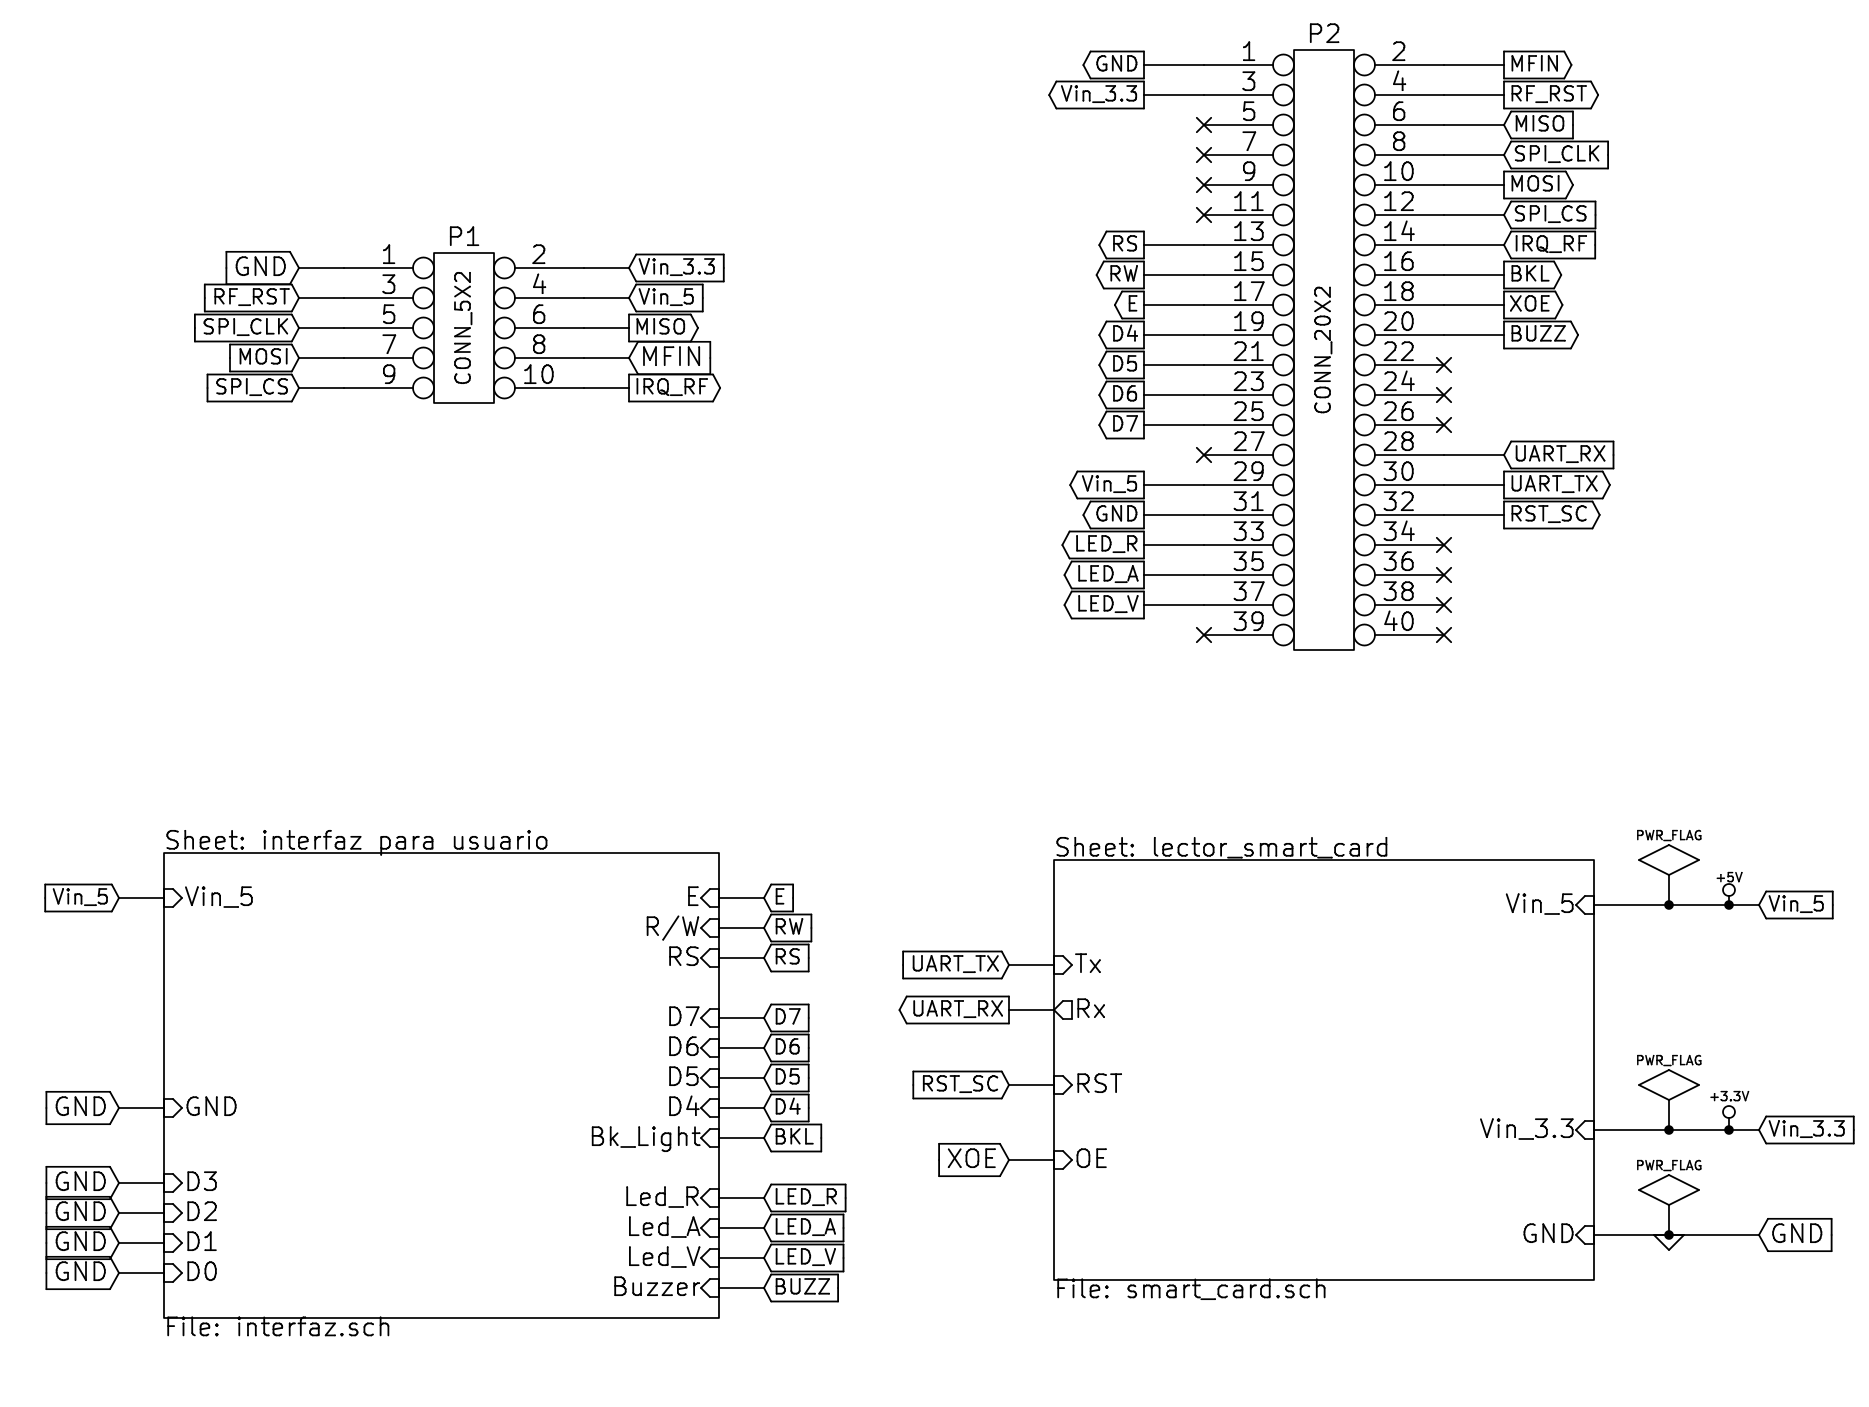 P1
CONN_5X2
GND 1 2 Vin_3.3
RF_RST 3 4 Vin_5
SPI_CLK 5 6 MISO
MOSI 7 8 MFIN
SPI_CS 9 10 IRQ_RF
P2
CONN_20X2
GND 1 2 MFIN
Vin_3.3 3 4 RF_RST
5 6 MISO
7 8 SPI_CLK
9 10 MOSI
11 12 SPI_CS
RS 13 14 IRQ_RF
RW 15 16 BKL
E 17 18 XOE
D4 19 20 BUZZ
D5 21 22
D6 23 24
D7 25 26
27 28 UART_RX
Vin_5 29 30 UART_TX
GND 31 32 RST_SC
LED_R 33 34
LED_A 35 36
LED_V 37 38
39 40
Sheet: interfaz para usuario
Vin_5 Vin_5 E E
R/W RW
RS RS
D7 D7
D6 D6
D5 D5
GND GND D4 D4
Bk_Light BKL
GND D3 Led_R LED_R
GND D2 Led_A LED_A
GND D1 Led_V LED_V
GND D0 Buzzer BUZZ
File: interfaz.sch
Sheet: lector_smart_card
PWR_FLAG
+5V
Vin_5 Vin_5
UART_TX Tx
UART_RX Rx
PWR_FLAG
RST_SC RST
+3.3V
Vin_3.3 Vin_3.3
XOE OE
PWR_FLAG
GND GND
File: smart_card.sch